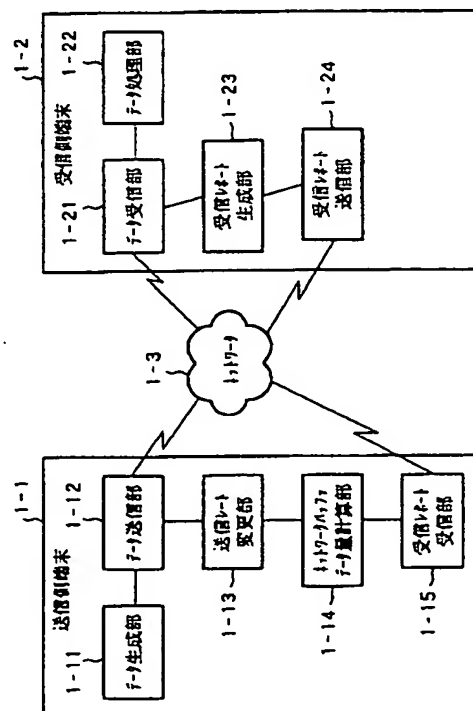 1-1
送信側端末
1-11
データ生成部
1-12
データ送信部
1-13
送信レート
変更部
1-14
ネットワークバッファ
データ量計算部
1-15
受信レポート
受信部
1-3
ネットワーク
1-2
受信側端末
1-21
データ受信部
1-22
データ処理部
1-23
受信レポート
生成部
1-24
受信レポート
送信部